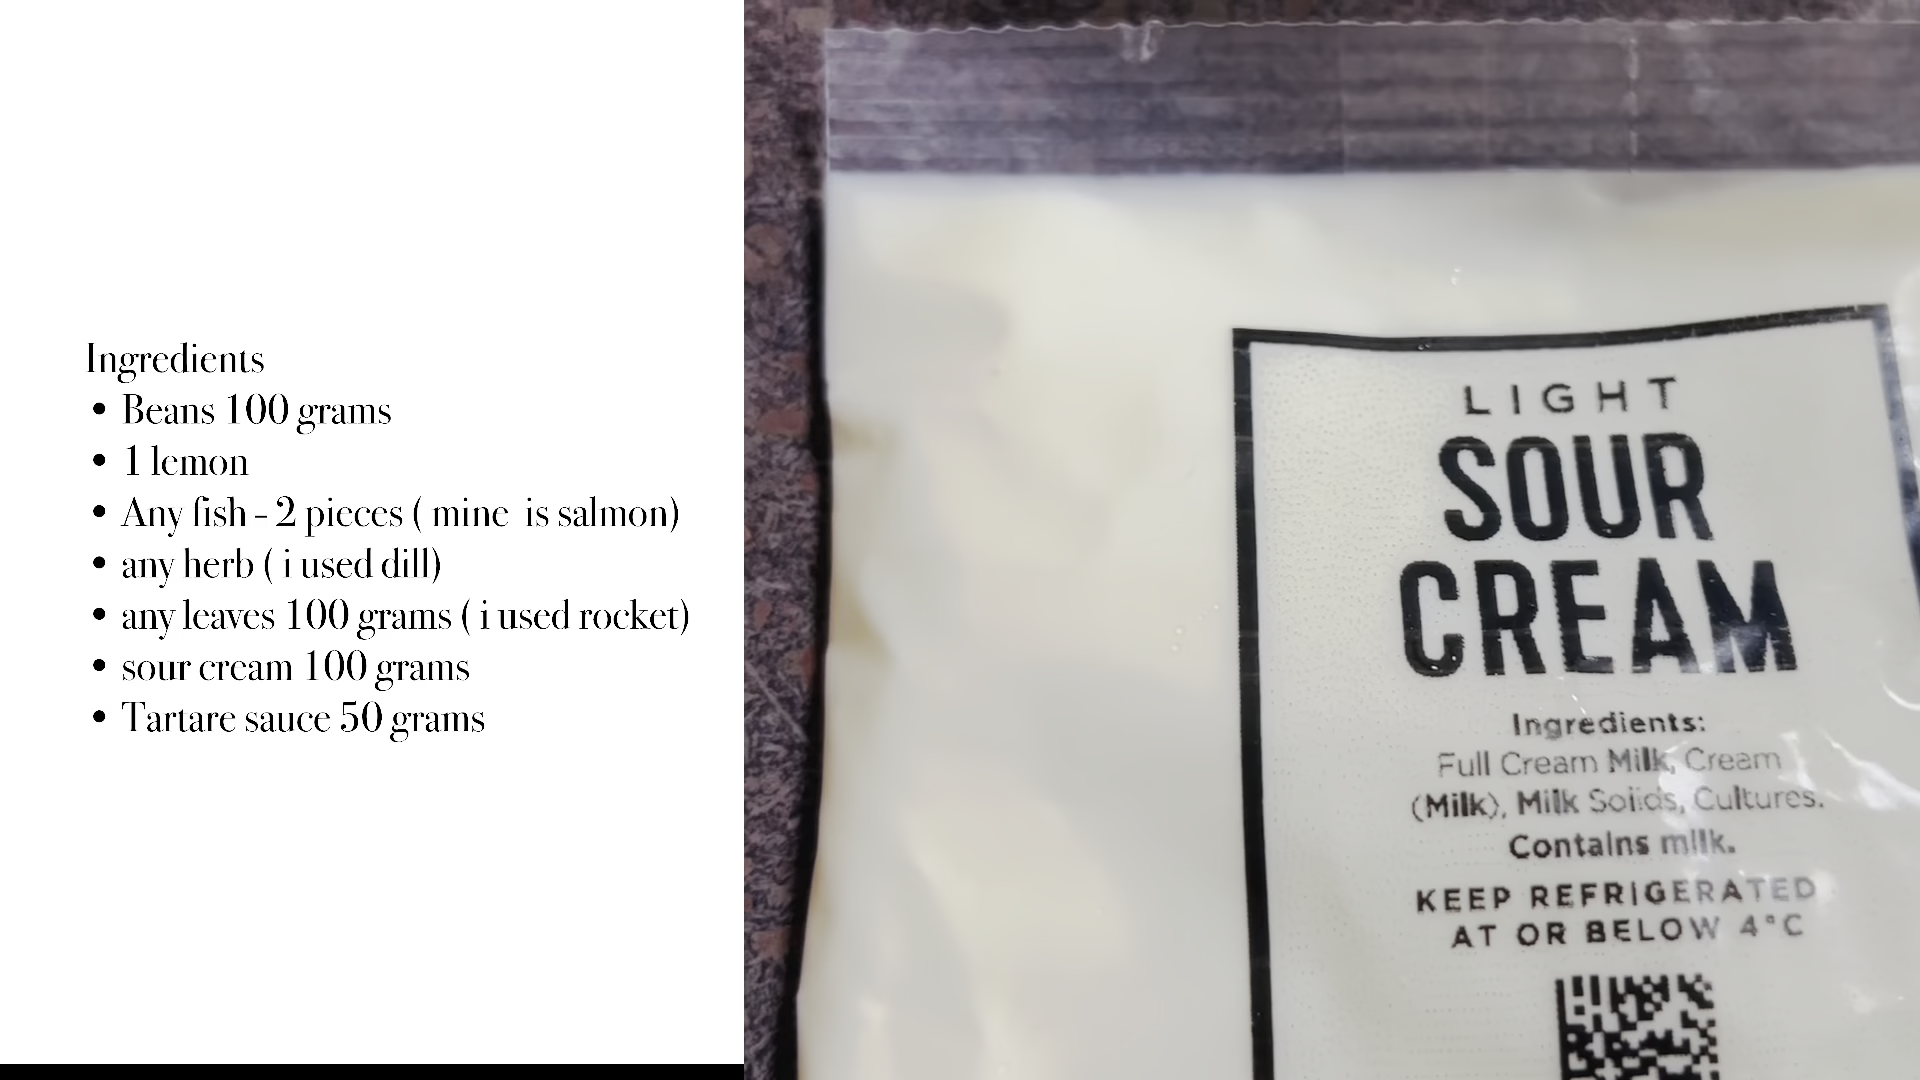 Ingredients
• Beans 100 grams
• 1 lemon
• Any fish - 2 pieces ( mine  is salmon)
• any herb ( i used dill)
• any leaves 100 grams ( i used rocket)
• sour cream 100 grams
• Tartare sauce 50 grams
LIGHT
SOUR
CREAM
Ingredients:
Full Cream Milk, Cream
(Milk), Milk Solids, Cultures.
Contains milk.
KEEP REFRIGERATED
AT OR BELOW 4°C